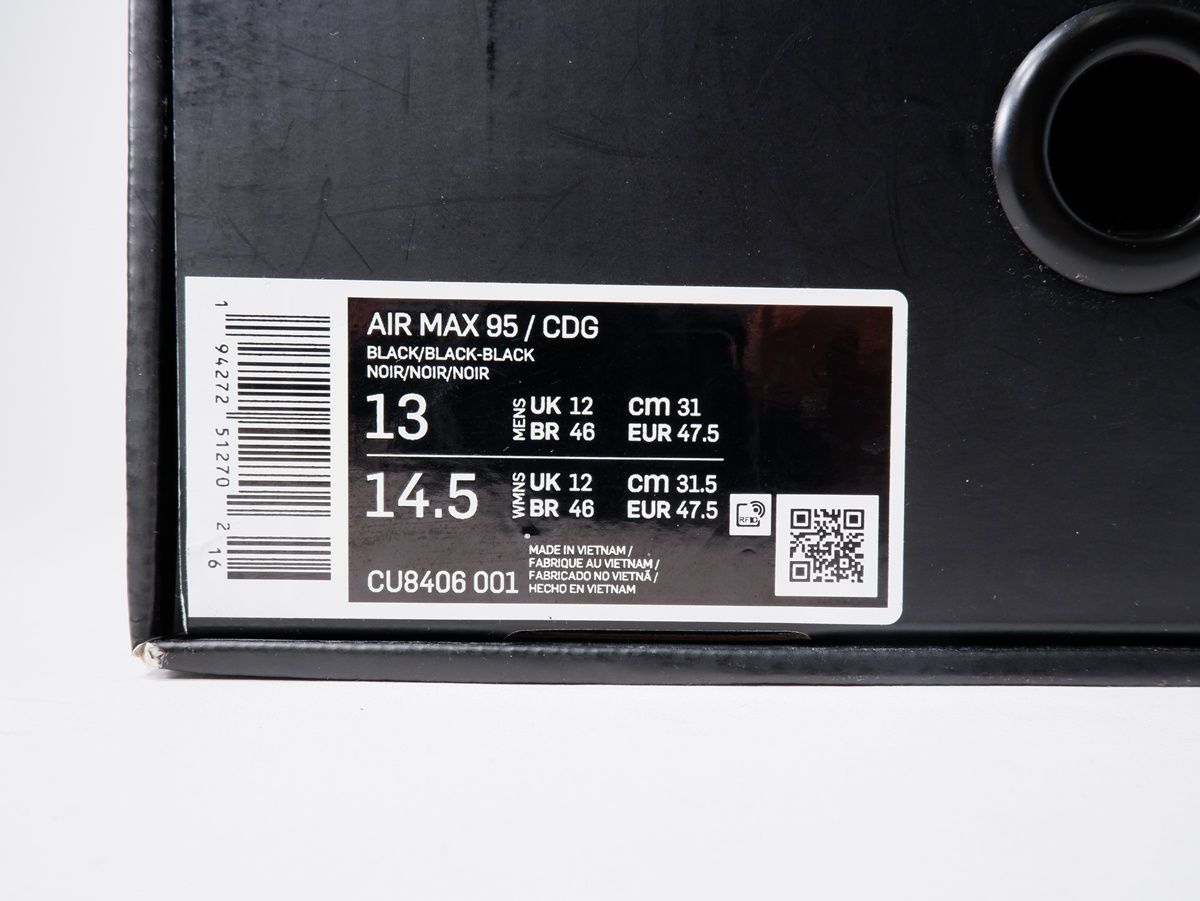 1 94272 51270 2 16
AIR MAX 95 / CDG
BLACK/BLACK-BLACK
NOIR/NOIR/NOIR
13 MENS UK 12 cm 31
BR 46 EUR 47.5
14.5 WMNS UK 12 cm 31.5
BR 46 EUR 47.5
RFID
MADE IN VIETNAM /
FABRIQUE AU VIETNAM /
FABRICADO NO VIETNÃ /
HECHO EN VIETNAM
CU8406 001